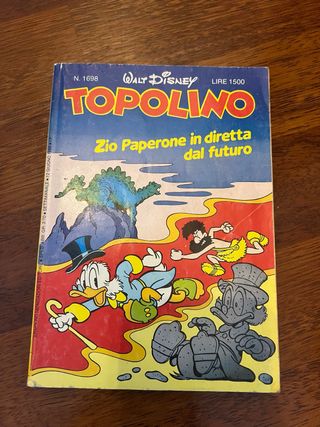 N. 1698
WALT DISNEY
LIRE 1500
TOPOLINO
Zio Paperone in diretta
dal futuro